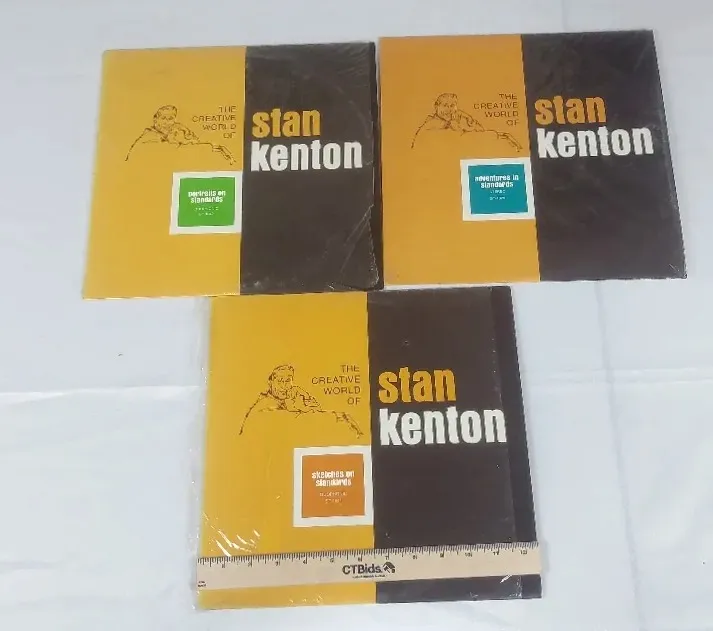 THE
CREATIVE
WORLD
OF
stan
kenton
portraits on
standards
THE
CREATIVE
WORLD
OF
stan
kenton
adventures in
standards
THE
CREATIVE
WORLD
OF
stan
kenton
sketches on
standards
CTBids